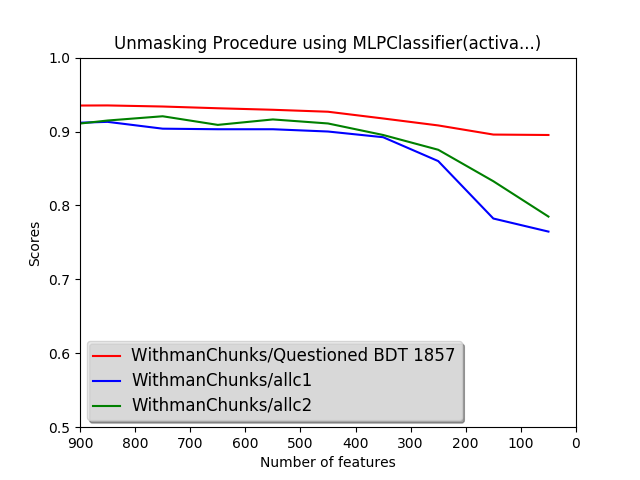 Unmasking Procedure using MLPClassifier(activa...)
1.0
0.9
0.8
0.7
0.6
0.5
Scores
WithmanChunks/Questioned BDT 1857
WithmanChunks/allc1
WithmanChunks/allc2
900 800 700 600 500 400 300 200 100 0
Number of features